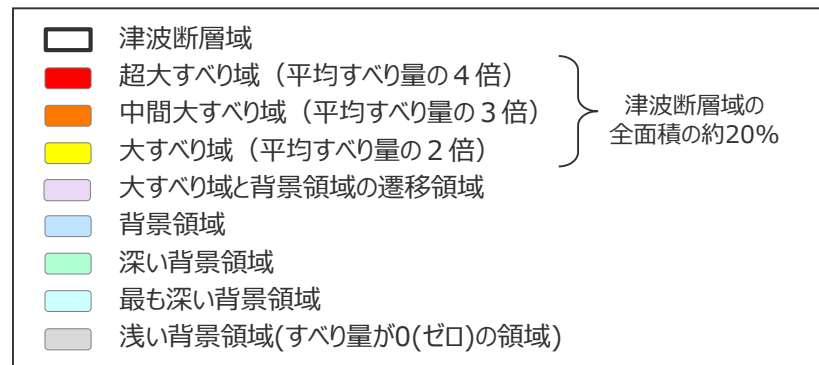 津波断層域
超大すべり域（平均すべり量の４倍）
中間大すべり域（平均すべり量の３倍）
大すべり域（平均すべり量の２倍）
津波断層域の
全面積の約20%
大すべり域と背景領域の遷移領域
背景領域
深い背景領域
最も深い背景領域
浅い背景領域(すべり量が0(ゼロ)の領域)